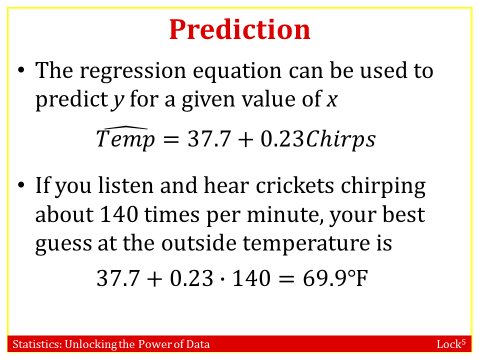 Prediction
• The regression equation can be used to
predict y for a given value of x
\widehat{Temp} = 37.7 + 0.23Chirps
• If you listen and hear crickets chirping
about 140 times per minute, your best
guess at the outside temperature is
37.7 + 0.23 · 140 = 69.9°F
Statistics: Unlocking the Power of Data
Lock⁵